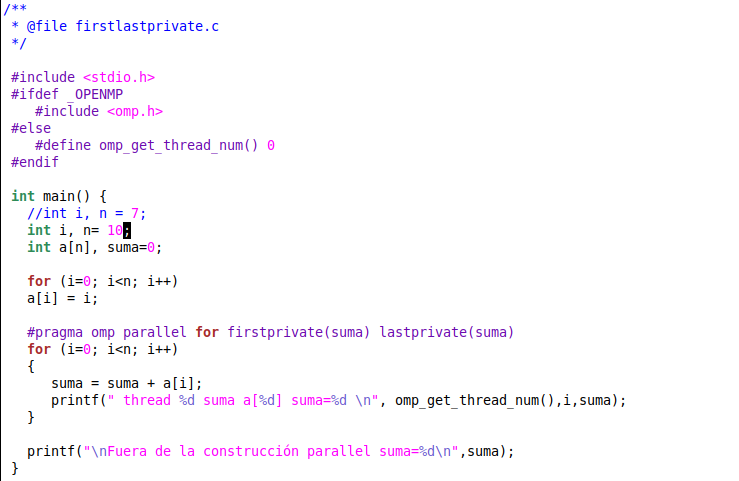 /**
 * @file firstlastprivate.c
 */

#include <stdio.h>
#ifdef _OPENMP
   #include <omp.h>
#else
   #define omp_get_thread_num() 0
#endif

int main() {
  //int i, n = 7;
  int i, n= 10;
  int a[n], suma=0;

  for (i=0; i<n; i++)
  a[i] = i;

  #pragma omp parallel for firstprivate(suma) lastprivate(suma)
  for (i=0; i<n; i++)
  {
     suma = suma + a[i];
     printf(" thread %d suma a[%d] suma=%d \n", omp_get_thread_num(),i,suma);
  }

  printf("\nFuera de la construcción parallel suma=%d\n",suma);
}